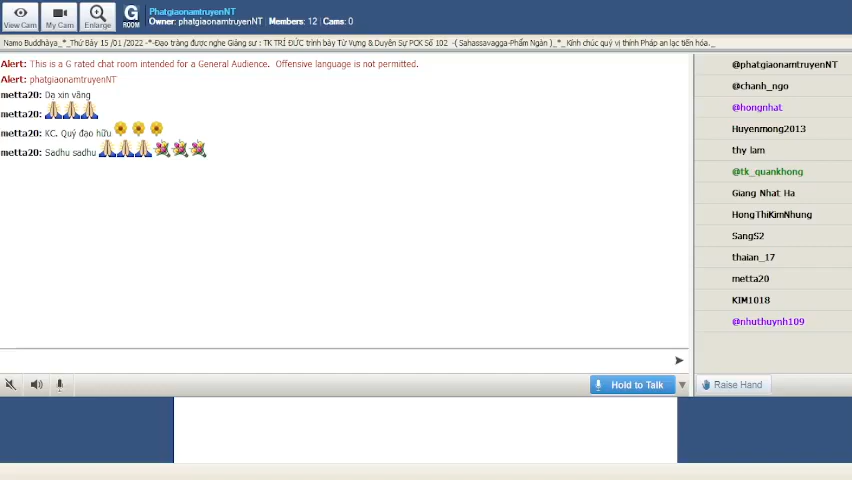 View Cam
My Cam
Enlarge
G
ROOM
PhatgiaonamtruyenNT
Owner: phatgiaonamtruyenNT Members: 12 | Cams: 0
Namo Buddhàya _*_Thứ Bảy 15 /01 /2022 -*-Đạo tràng được nghe Giảng sư : TK TRÍ ĐỨC trình bày Từ Vựng & Duyên Sự PCK Số 102 -( Sahassavagga-Phẩm Ngàn )_*_Kính chúc quý vị thính Pháp an lạc tiến hóa._
Alert: This is a G rated chat room intended for a General Audience. Offensive language is not permitted.
Alert: phatgiaonamtruyenNT
metta20: Dạ xin vâng
metta20:
metta20: KC. Quý đạo hữu
metta20: Sadhu sadhu
@phatgiaonamtruyenNT
@chanh_ngo
@hongnhat
Huyenmong2013
thy lam
@tk_quankhong
Giang Nhat Ha
HongThiKimNhung
SangS2
thaian_17
metta20
KIM1018
@nhuthuynh109
Hold to Talk
Raise Hand